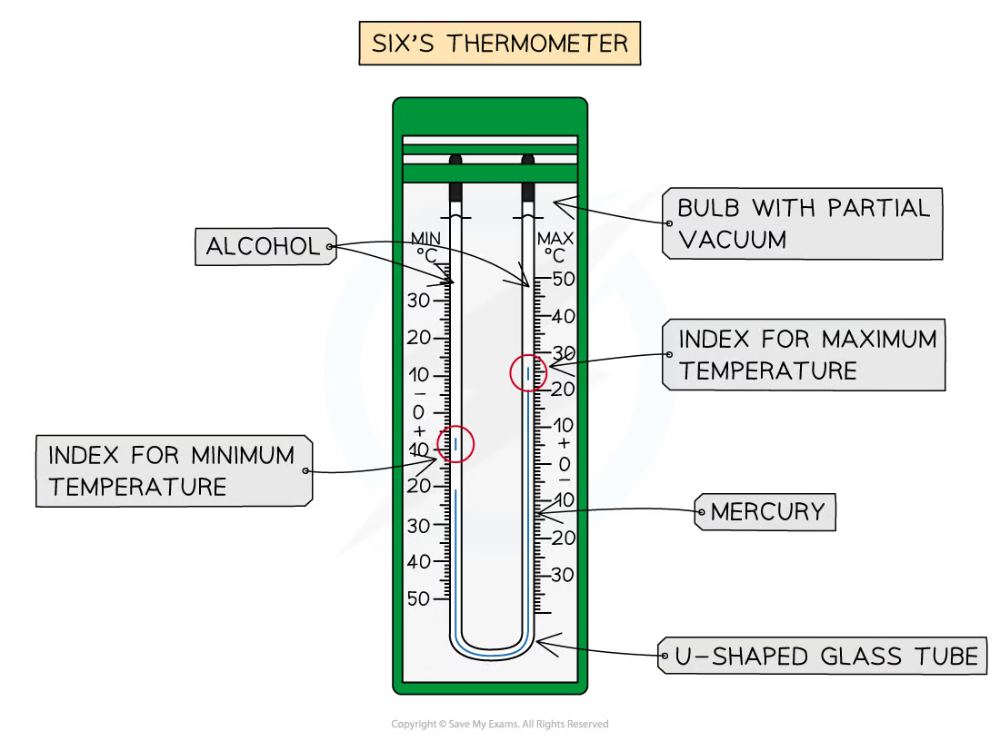 SIX'S THERMOMETER
BULB WITH PARTIAL
VACUUM
ALCOHOL
MIN
°C
MAX
°C
30
20
10
−
0
+
10
20
30
40
50
50
40
30
20
10
+
0
−
10
20
30
INDEX FOR MAXIMUM
TEMPERATURE
INDEX FOR MINIMUM
TEMPERATURE
MERCURY
U-SHAPED GLASS TUBE
Copyright © Save My Exams. All Rights Reserved